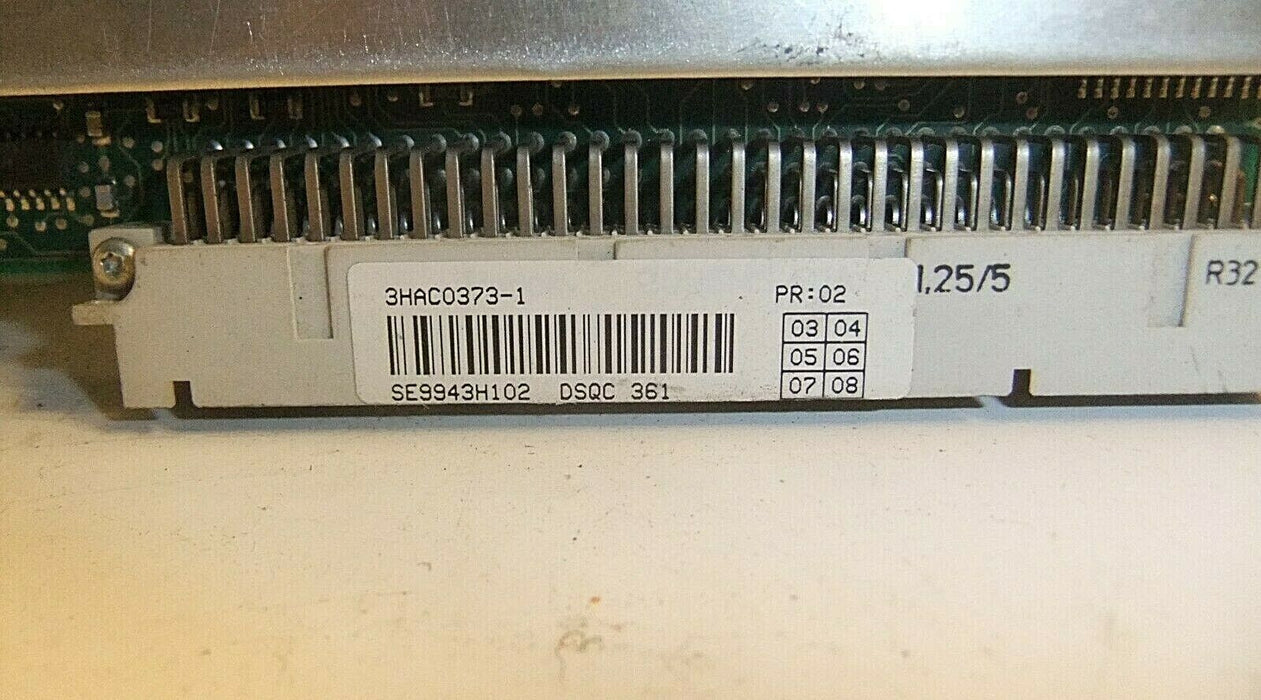 3HAC0373-1 PR:02
03 04
05 06
07 08
SE9943H102 DSQC 361
1,25/5
R32